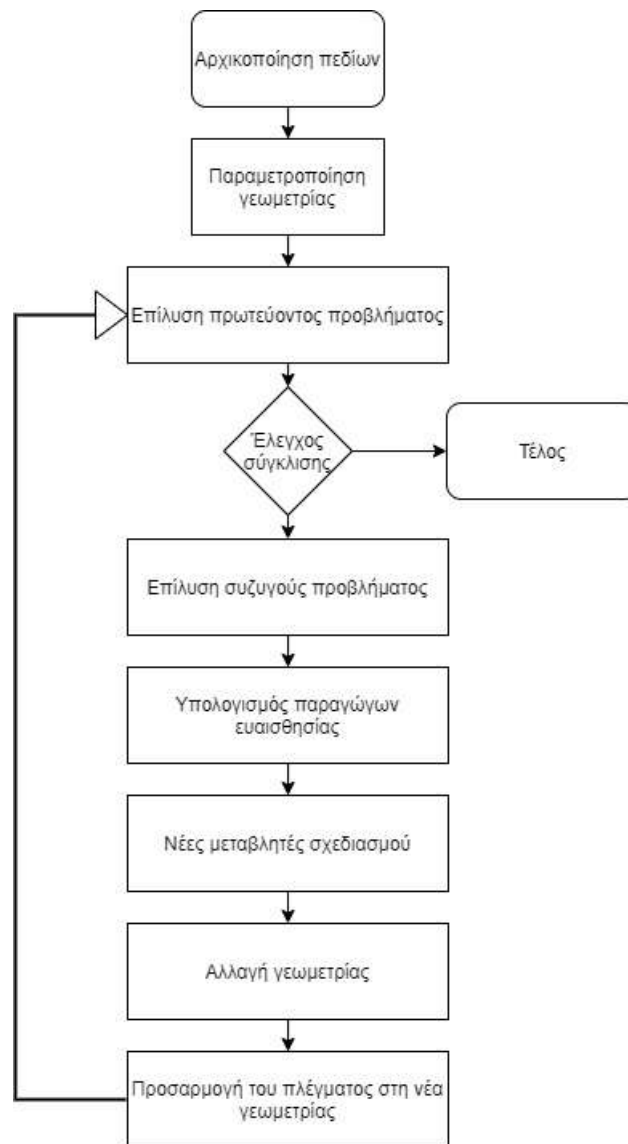 Αρχικοποίηση πεδίων
Παραμετροποίηση
γεωμετρίας
Επίλυση πρωτεύοντος προβλήματος
Έλεγχος
σύγκλισης
Τέλος
Επίλυση συζυγούς προβλήματος
Υπολογισμός παραγώγων
ευαισθησίας
Νέες μεταβλητές σχεδιασμού
Αλλαγή γεωμετρίας
Προσαρμογή του πλέγματος στη νέα
γεωμετρίας